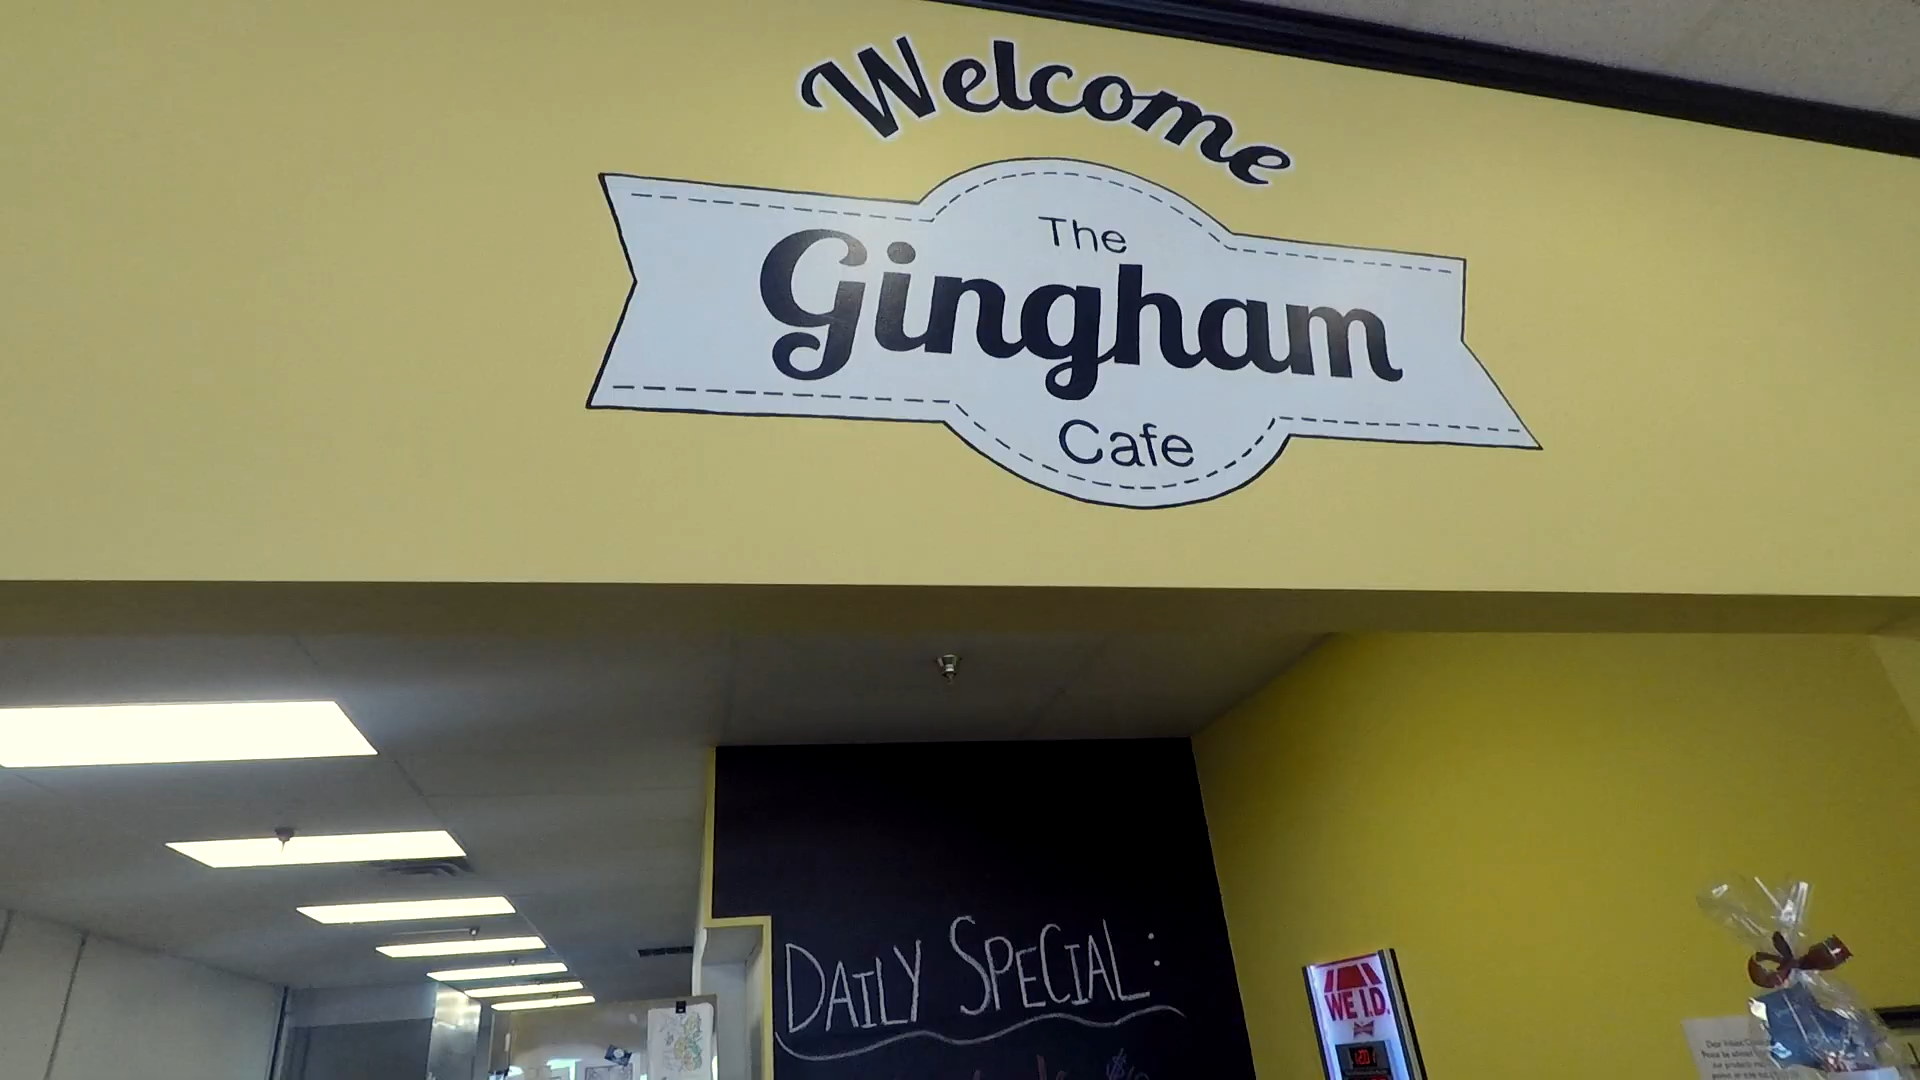 Welcome
The
Gingham
Cafe
DAILY SPECIAL:
WE I.D.